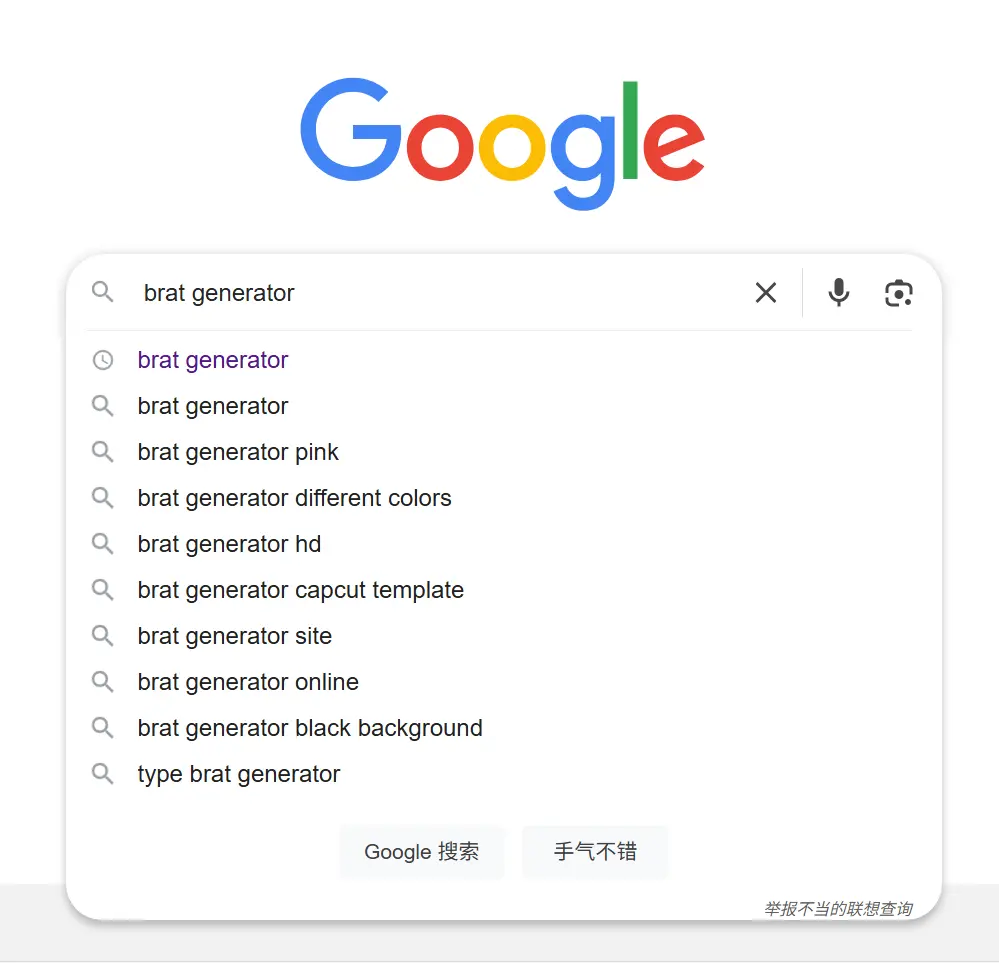 Google
brat generator
brat generator
brat generator
brat generator pink
brat generator different colors
brat generator hd
brat generator capcut template
brat generator site
brat generator online
brat generator black background
type brat generator
Google 搜索
手气不错
举报不当的联想查询